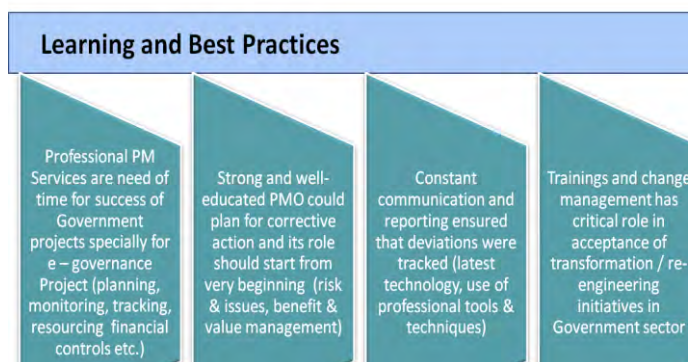 Learning and Best Practices
Professional PM
Services are need of
time for success of
Government
projects specially for
e – governance
Project (planning,
monitoring, tracking,
resourcing financial
controls etc.)
Strong and well-
educated PMO could
plan for corrective
action and its role
should start from
very beginning (risk
& issues, benefit &
value management)
Constant
communication and
reporting ensured
that deviations were
tracked (latest
technology, use of
professional tools &
techniques)
Trainings and change
management has
critical role in
acceptance of
transformation / re-
engineering
initiatives in
Government sector